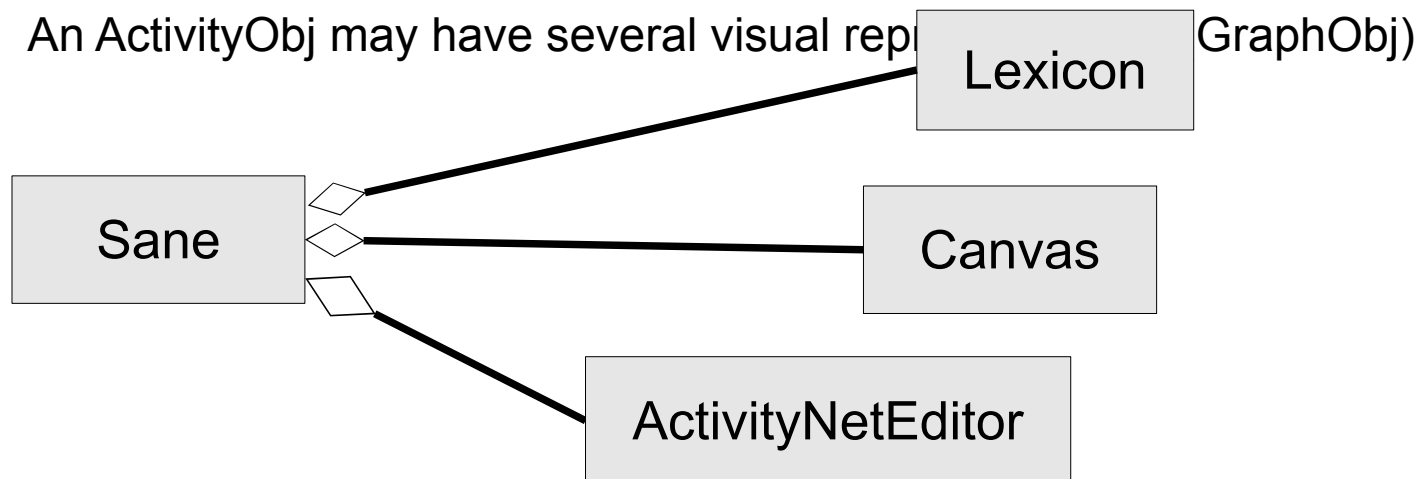 An ActivityObj may have several visual repr GraphObj)
Lexicon
Sane
Canvas
ActivityNetEditor